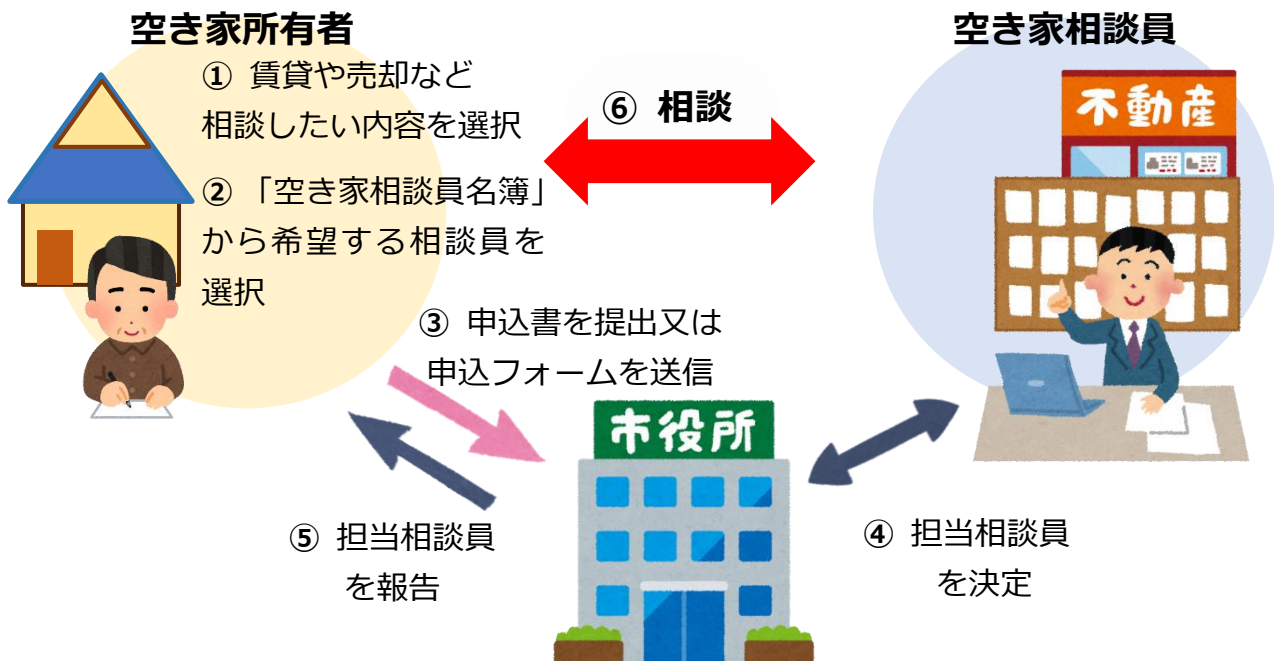 空き家所有者
① 賃貸や売却など
相談したい内容を選択
② 「空き家相談員名簿」
から希望する相談員を
選択
⑥ 相談
空き家相談員
不動産
③ 申込書を提出又は
申込フォームを送信
市役所
⑤ 担当相談員
を報告
④ 担当相談員
を決定